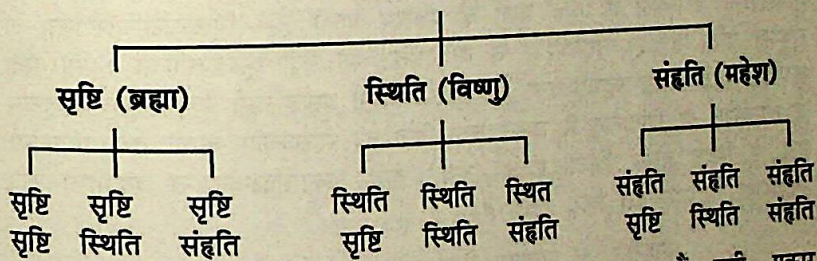 सृष्टि (ब्रह्मा) स्थिति (विष्णु) संहृति (महेश)
सृष्टि सृष्टि सृष्टि स्थिति स्थिति स्थित संहृति संहृति संहृति
सृष्टि स्थिति संहृति सृष्टि स्थिति संहृति सृष्टि स्थिति संहृति